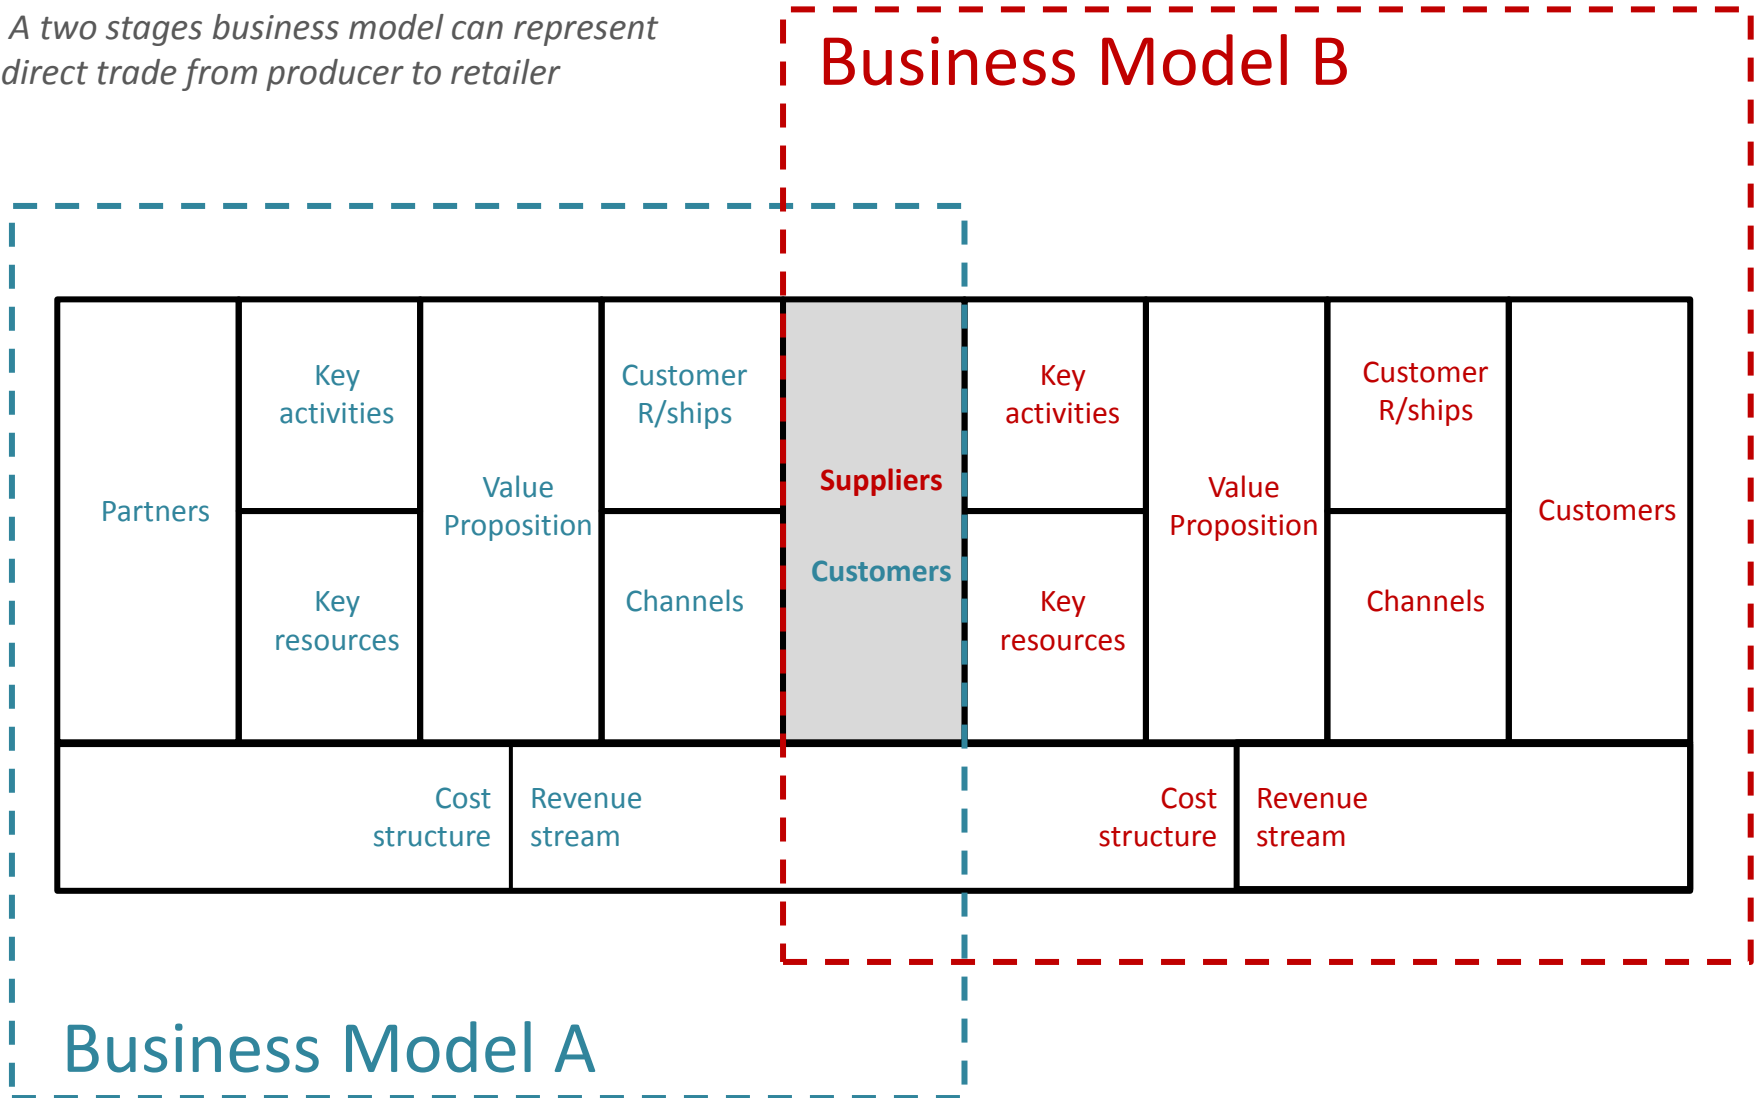 A two stages business model can represent
direct trade from producer to retailer
Business Model B
Partners
Key
activities
Key
resources
Value
Proposition
Customer
R/ships
Channels
Suppliers
Customers
Key
activities
Key
resources
Value
Proposition
Customer
R/ships
Channels
Customers
Cost
structure
Revenue
stream
Cost
structure
Revenue
stream
Business Model A